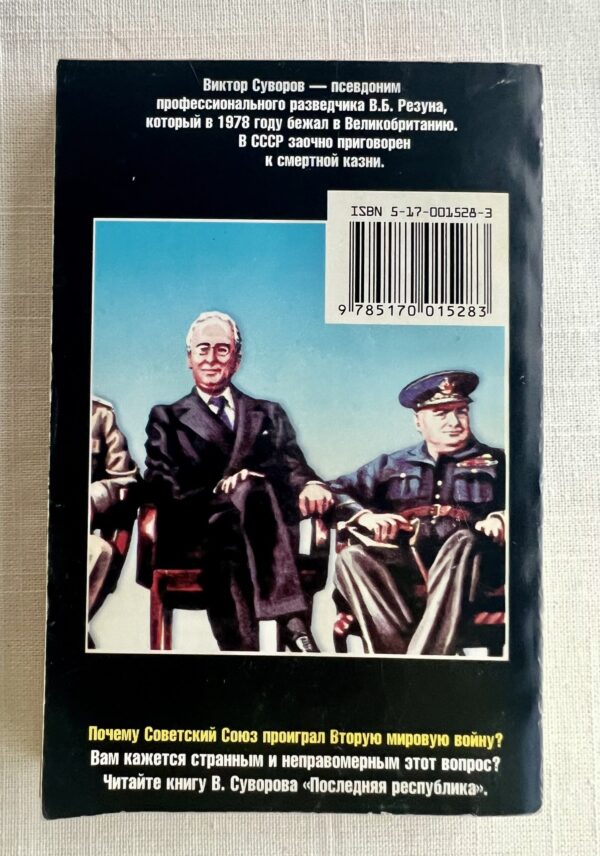 Виктор Суворов — псевдоним
профессионального разведчика В.Б. Резуна,
который в 1978 году бежал в Великобританию.
В СССР заочно приговорен
к смертной казни.
ISBN 5-17-001528-3
9 785170 015283
Почему Советский Союз проиграл Вторую мировую войну?
Вам кажется странным и неправомерным этот вопрос?
Читайте книгу В. Суворова «Последняя республика».